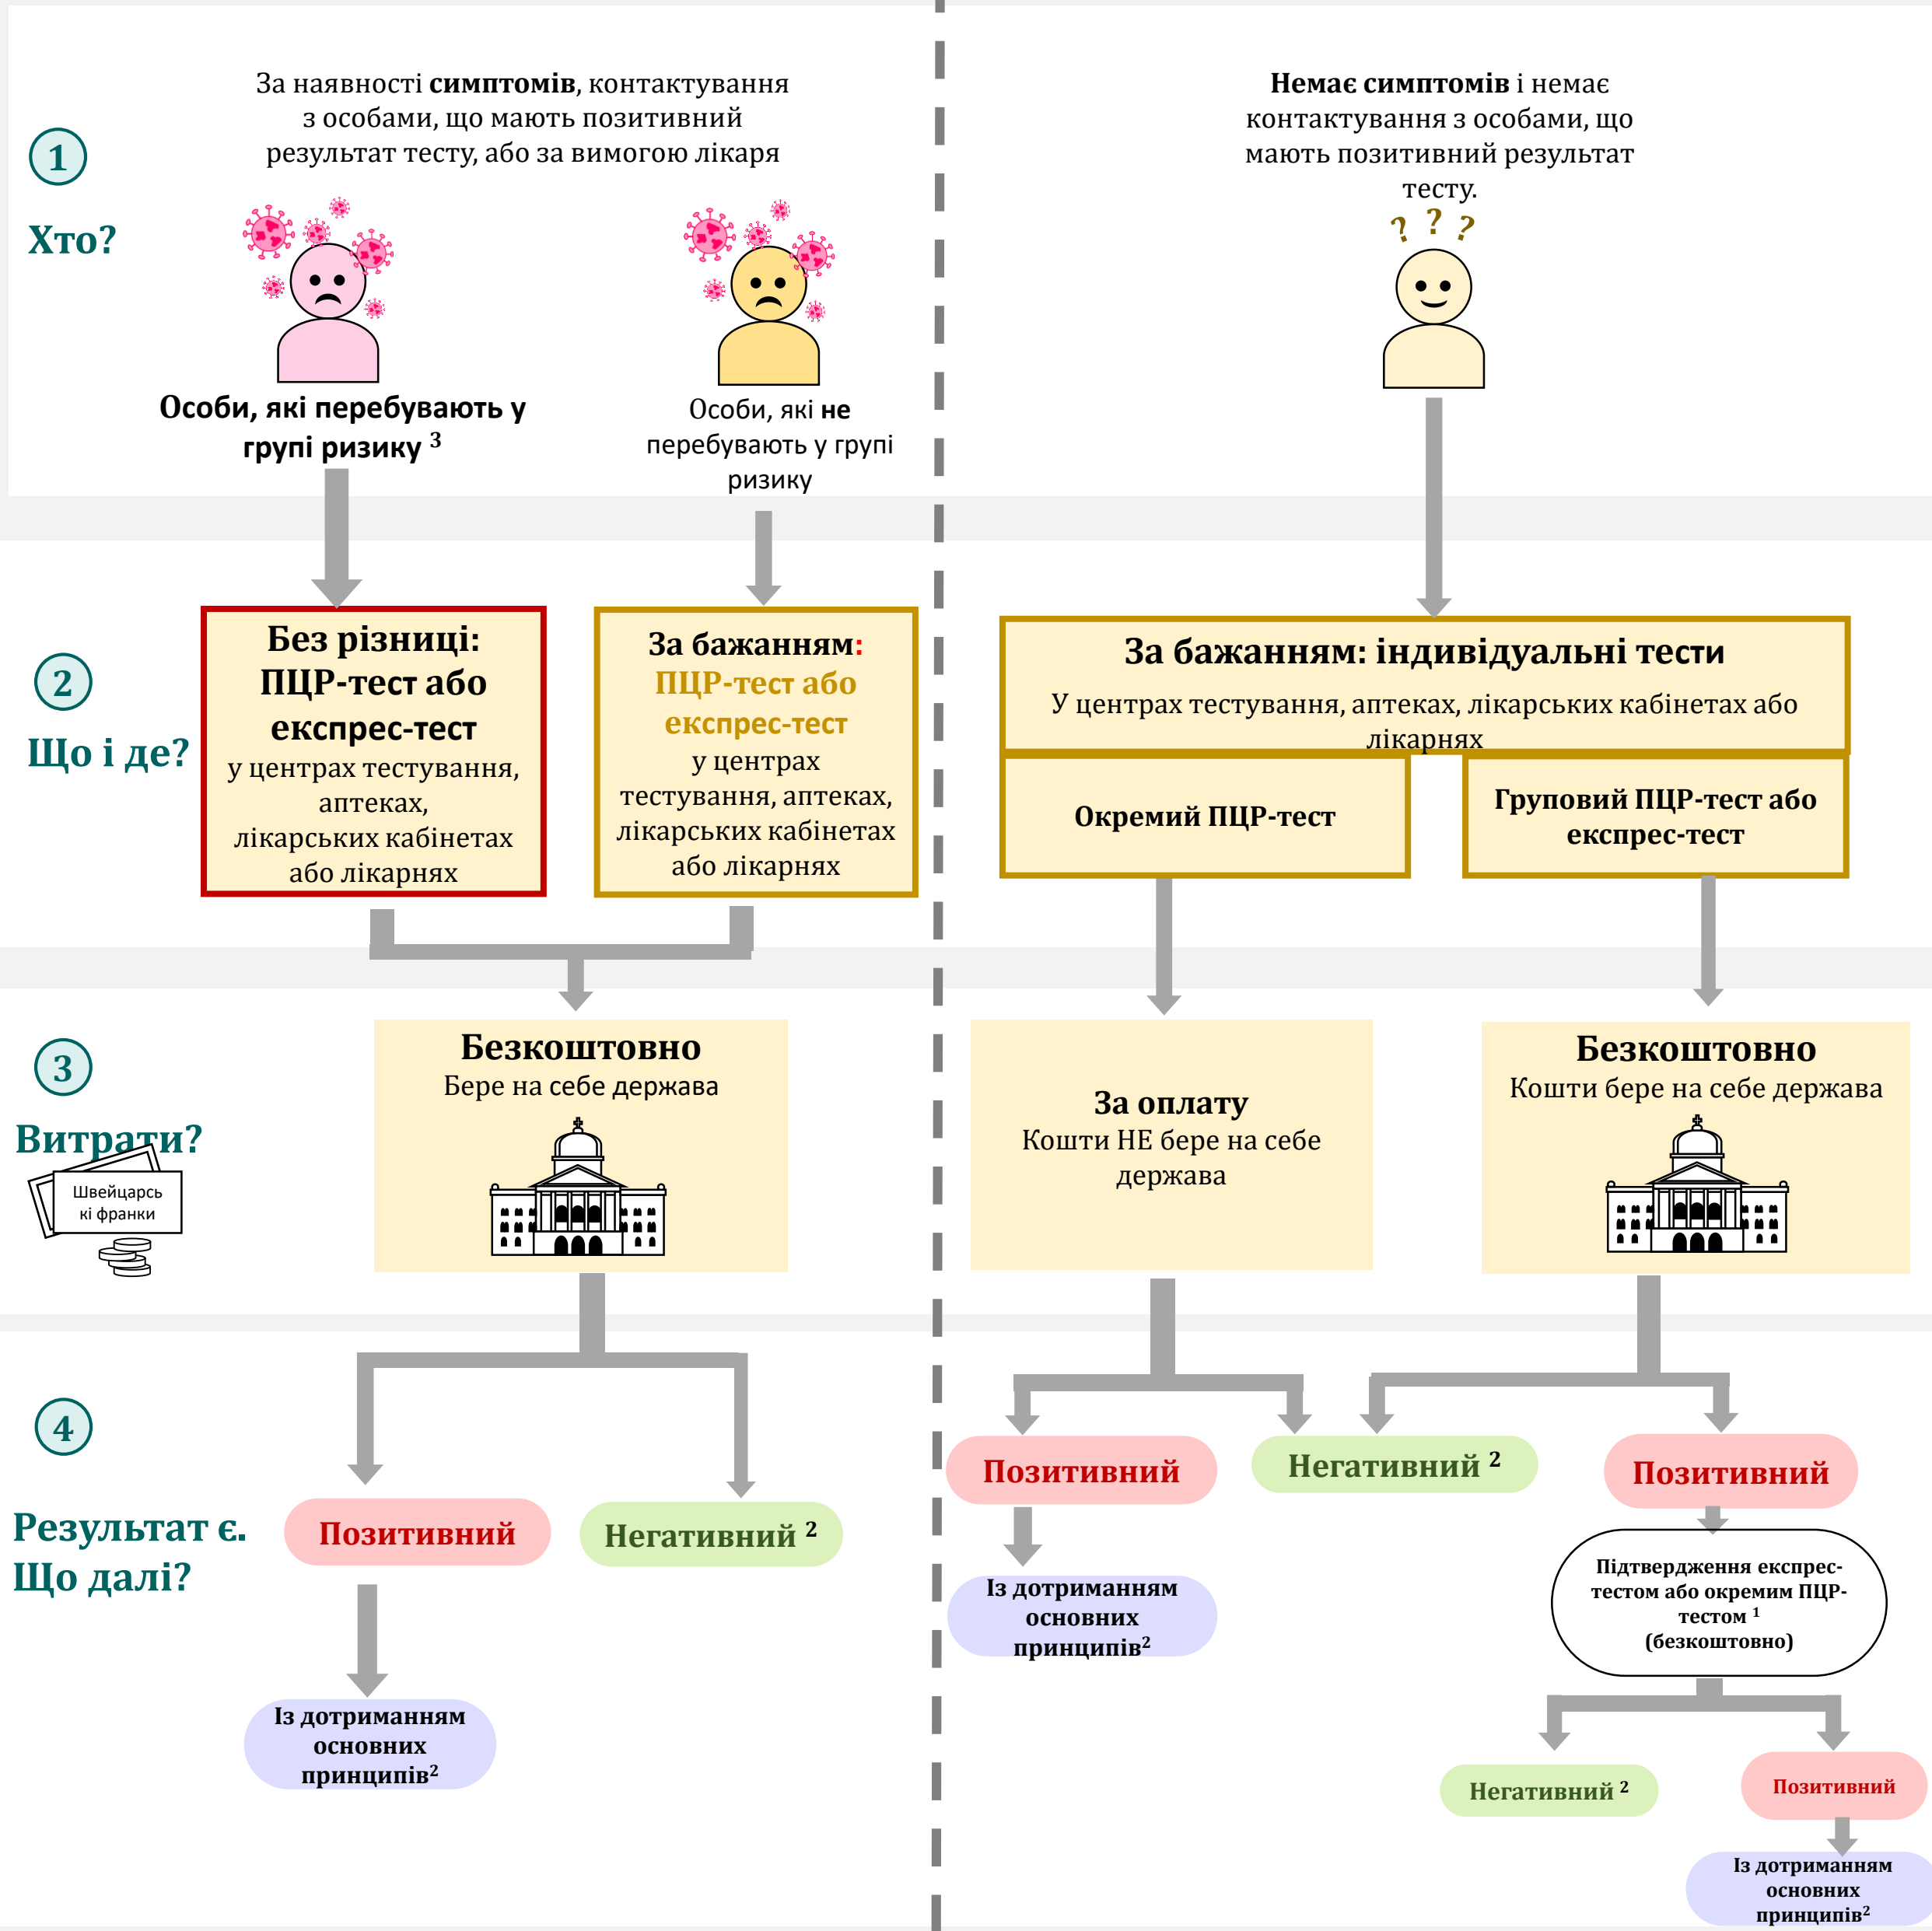 За наявності симптомів, контактування
з особами, що мають позитивний
результат тесту, або за вимогою лікаря
Немає симптомів і немає
контактування з особами, що
мають позитивний результат
тесту.
1
Хто?
? ? ?
Особи, які перебувають у
групі ризику 3
Особи, які не
перебувають у групі
ризику
2
Що і де?
Без різниці:
ПЦР-тест або
експрес-тест
у центрах тестування,
аптеках,
лікарських кабінетах
або лікарнях
За бажанням:
ПЦР-тест або
експрес-тест
у центрах
тестування, аптеках,
лікарських кабінетах
або лікарнях
За бажанням: індивідуальні тести
У центрах тестування, аптеках, лікарських кабінетах або
лікарнях
Окремий ПЦР-тест
Груповий ПЦР-тест або
експрес-тест
3
Витрати?
Швейцарсь
кі франки
Безкоштовно
Бере на себе держава
За оплату
Кошти НЕ бере на себе
держава
Безкоштовно
Кошти бере на себе держава
4
Результат є.
Що далі?
Позитивний
Негативний 2
Із дотриманням
основних
принципів2
Позитивний
Негативний 2
Позитивний
Із дотриманням
основних
принципів2
Підтвердження експрес-
тестом або окремим ПЦР-
тестом 1
(безкоштовно)
Негативний 2
Позитивний
Із дотриманням
основних
принципів2